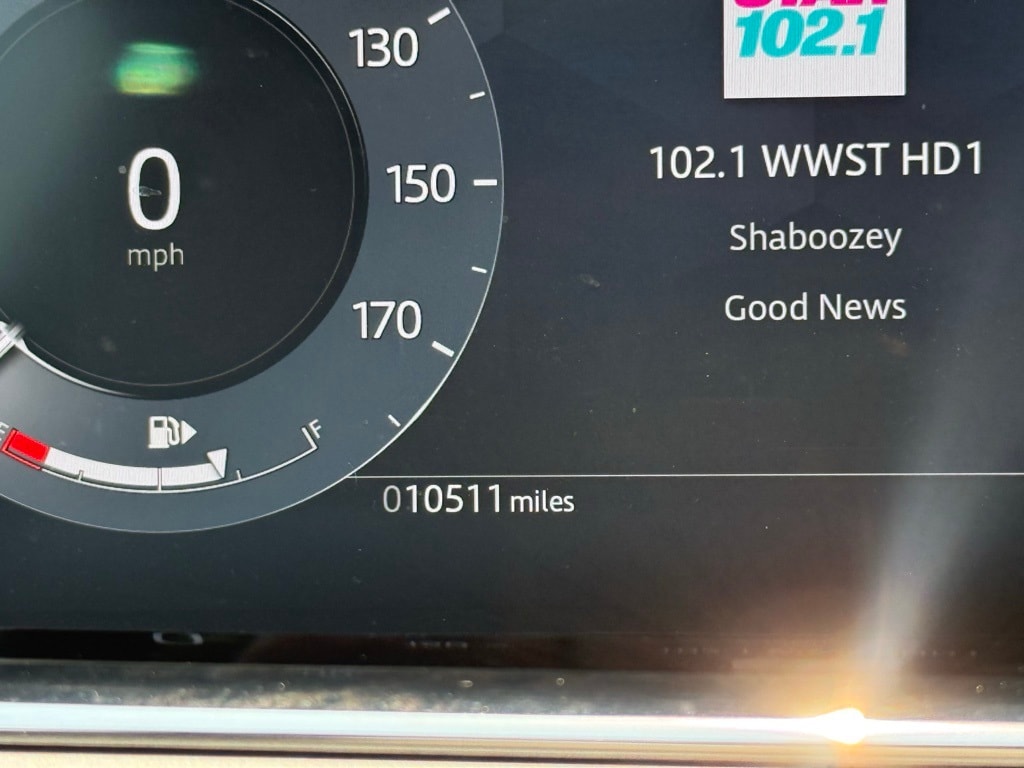 130
0
mph
150
170
F
010511 miles
102.1
102.1 WWST HD1
Shaboozey
Good News